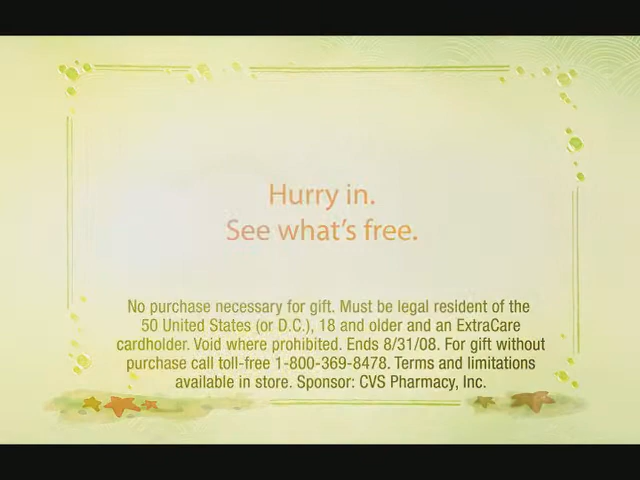 Hurry in.
See what's free.
No purchase necessary for gift. Must be legal resident of the
50 United States (or D.C.), 18 and older and an ExtraCare
cardholder. Void where prohibited. Ends 8/31/08. For gift without
purchase call toll-free 1-800-369-8478. Terms and limitations
available in store. Sponsor: CVS Pharmacy, Inc.